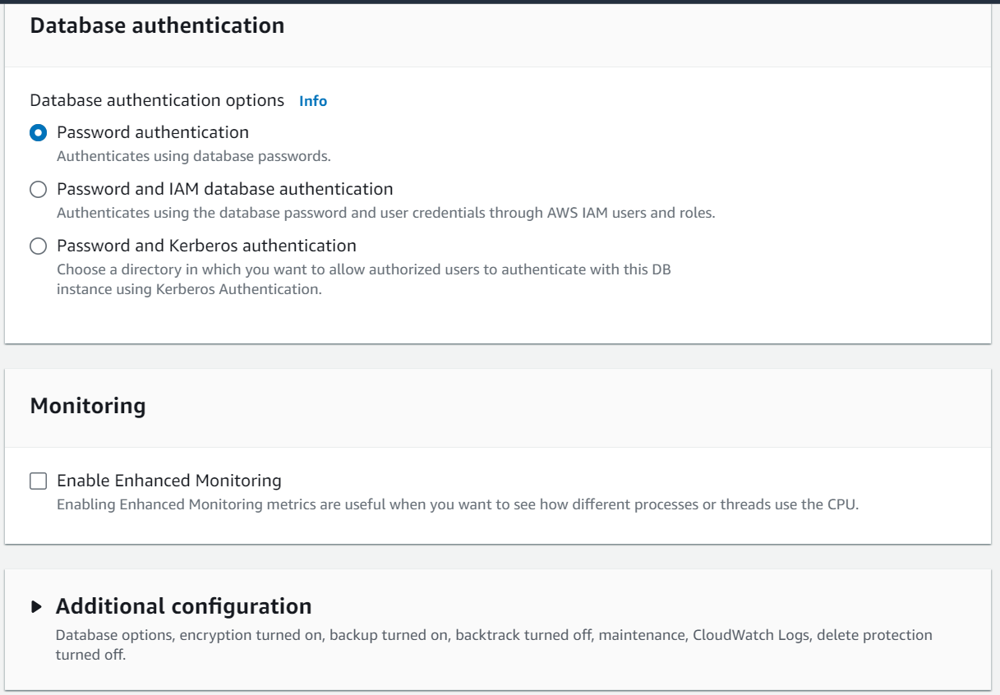 Database authentication
Database authentication options Info
Password authentication
Authenticates using database passwords.
Password and IAM database authentication
Authenticates using the database password and user credentials through AWS IAM users and roles.
Password and Kerberos authentication
Choose a directory in which you want to allow authorized users to authenticate with this DB
instance using Kerberos Authentication.
Monitoring
Enable Enhanced Monitoring
Enabling Enhanced Monitoring metrics are useful when you want to see how different processes or threads use the CPU.
Additional configuration
Database options, encryption turned on, backup turned on, backtrack turned off, maintenance, CloudWatch Logs, delete protection
turned off.